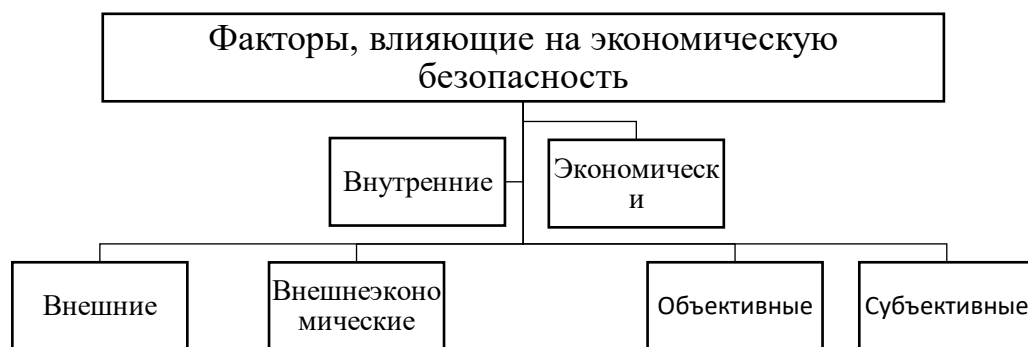 Факторы, влияющие на экономическую
безопасность
Внутренние
Экономическ
и
Внешние
Внешнеэконо
мические
Объективные
Субъективные